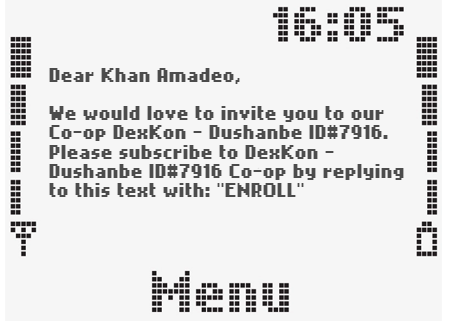 16:05
Dear Khan Amadeo,
We would love to invite you to our
Co-op DexKon - Dushanbe ID#7916.
Please subscribe to DexKon -
Dushanbe ID#7916 Co-op by replying
to this text with: "ENROLL"
Menu